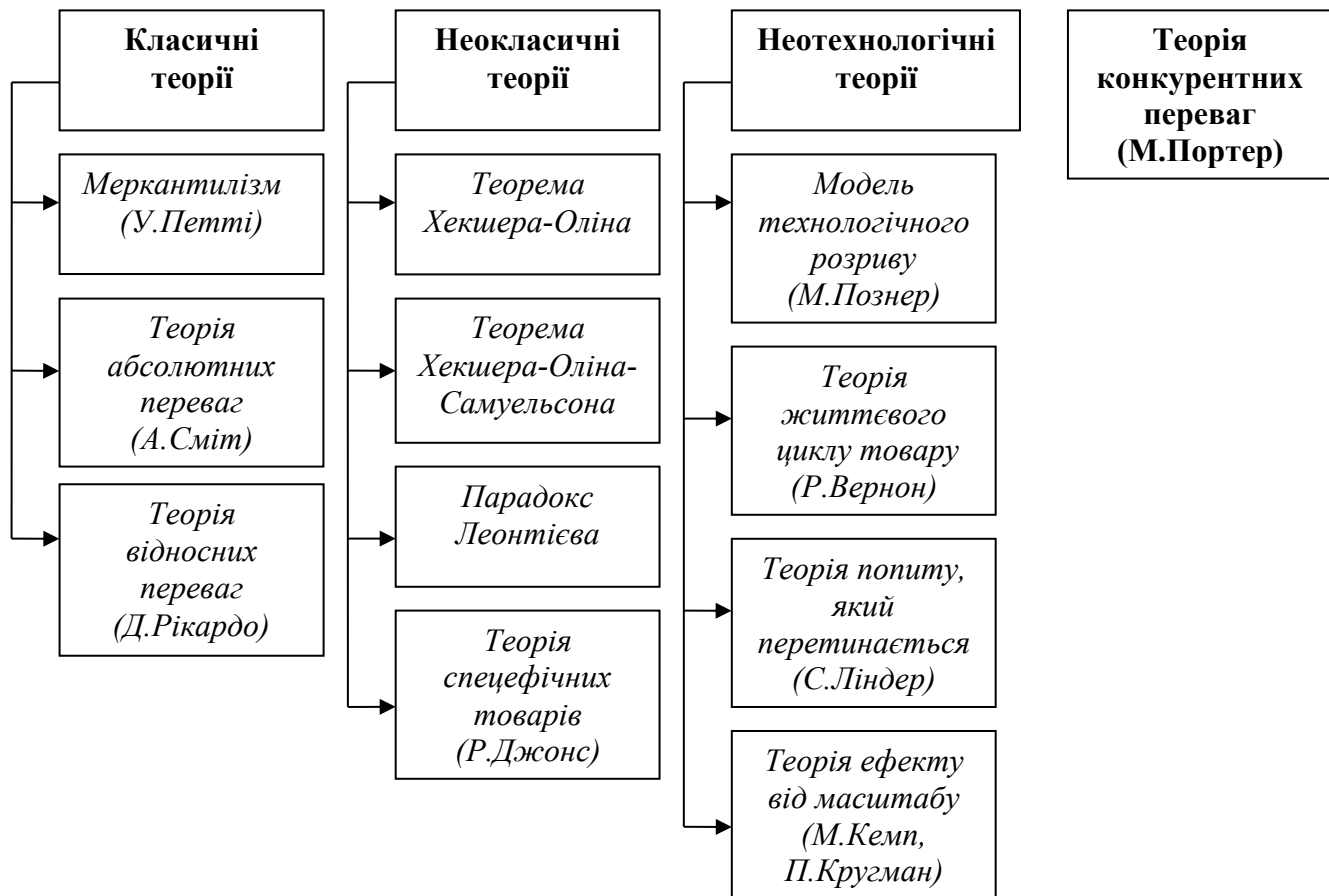 Класичні
теорії
Меркантилізм
(У.Петті)
Теорія
абсолютних
переваг
(А.Сміт)
Теорія
відносних
переваг
(Д.Рікардо)
Неокласичні
теорії
Теорема
Хекшера-Оліна
Теорема
Хекшера-Оліна-
Самуельсона
Парадокс
Леонтієва
Теорія
спецефічних
товарів
(Р.Джонс)
Неотехнологічні
теорії
Модель
технологічного
розриву
(М.Познер)
Теорія
життєвого
циклу товару
(Р.Вернон)
Теорія попиту,
який
перетинається
(С.Ліндер)
Теорія ефекту
від масштабу
(М.Кемп,
П.Кругман)
Теорія
конкурентних
переваг
(М.Портер)